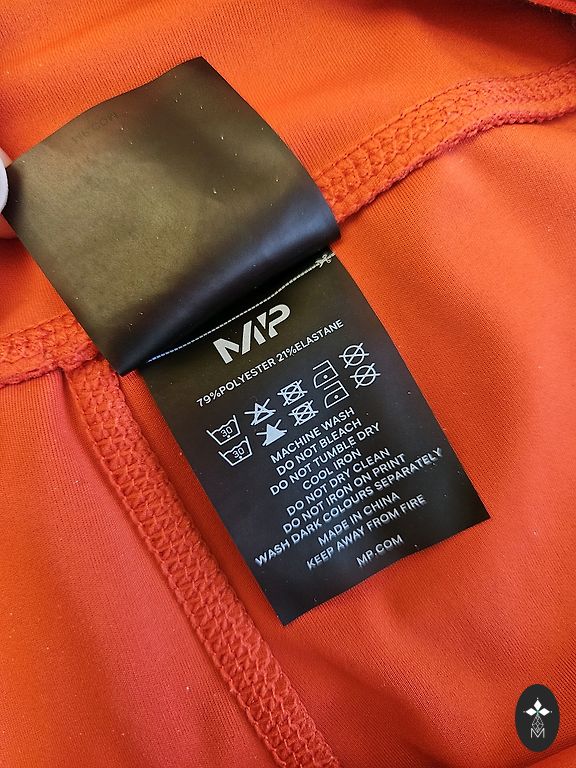 MP
79%POLYESTER 21%ELASTANE
30
30
MACHINE WASH
DO NOT BLEACH
DO NOT TUMBLE DRY
COOL IRON
DO NOT DRY CLEAN
DO NOT IRON ON PRINT
WASH DARK COLOURS SEPARATELY
MADE IN CHINA
KEEP AWAY FROM FIRE
MP.COM
M